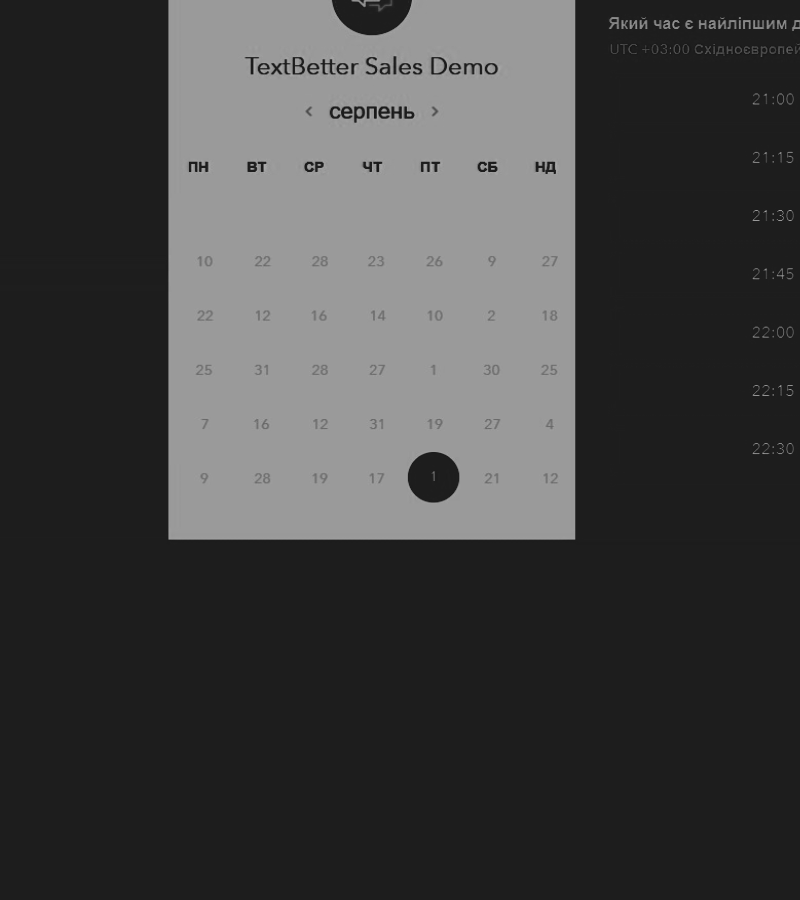 TextBetter Sales Demo
серпень
ПН ВТ СР ЧТ ПТ СБ НД
10 22 28 23 26 9 27
22 12 16 14 10 2 18
25 31 28 27 1 30 25
7 16 12 31 19 27 4
9 28 19 17 1 21 12
Який час є найліпшим д
UTC +03:00 Східноєвропей
21:00
21:15
21:30
21:45
22:00
22:15
22:30